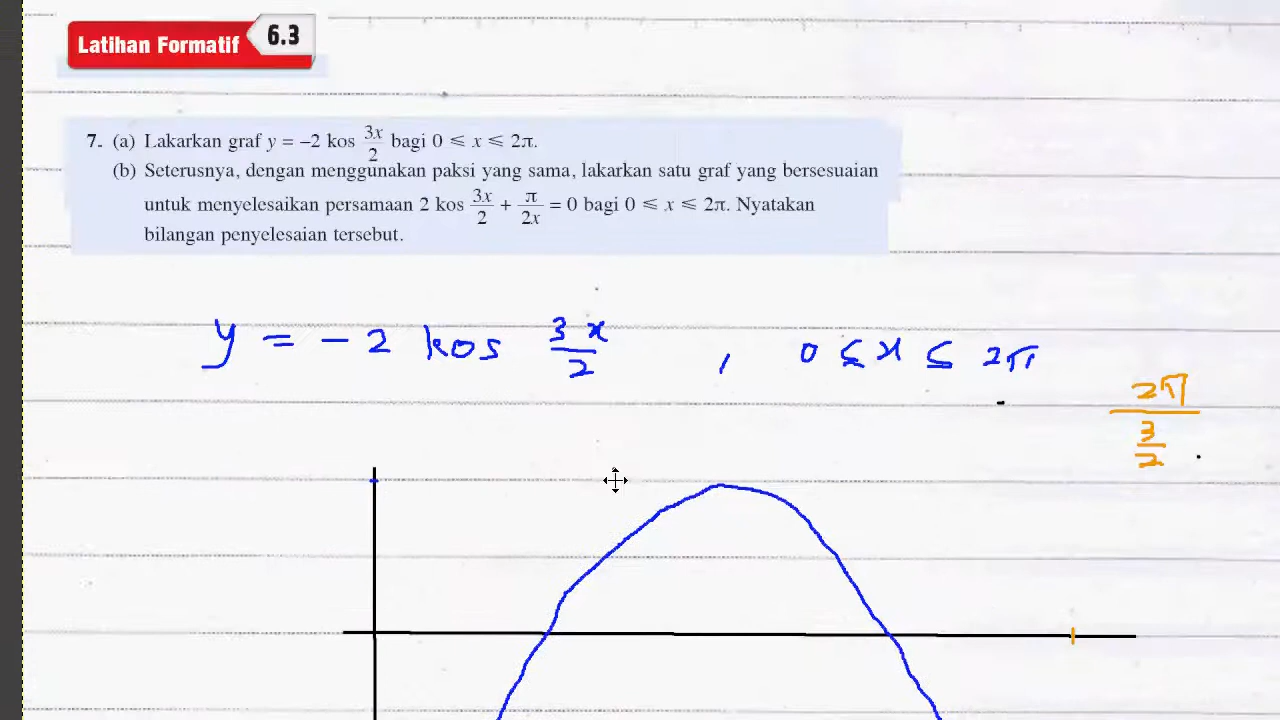 Latihan Formatif 6.3
7. (a) Lakarkan graf y = –2 kos 3x/2 bagi 0 ⩽ x ⩽ 2π.
(b) Seterusnya, dengan menggunakan paksi yang sama, lakarkan satu graf yang bersesuaian
untuk menyelesaikan persamaan 2 kos 3x/2 + π/2x = 0 bagi 0 ⩽ x ⩽ 2π. Nyatakan
bilangan penyelesaian tersebut.
y = – 2 kos 3x/2 , 0 ⩽ x ⩽ 2π
2π / (3/2)